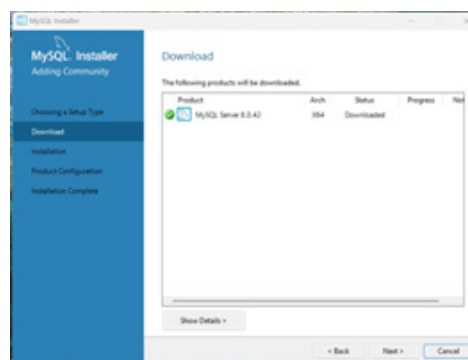 MySQL Installer
MySQL. Installer
Adding Community
Choosing a Setup Type
Download
Installation
Product Configuration
Installation Complete
Download
The following products will be downloaded.
Product Arch Status Progress Not
MySQL Server 8.0.42 X64 Downloaded
Show Details >
< Back Next > Cancel